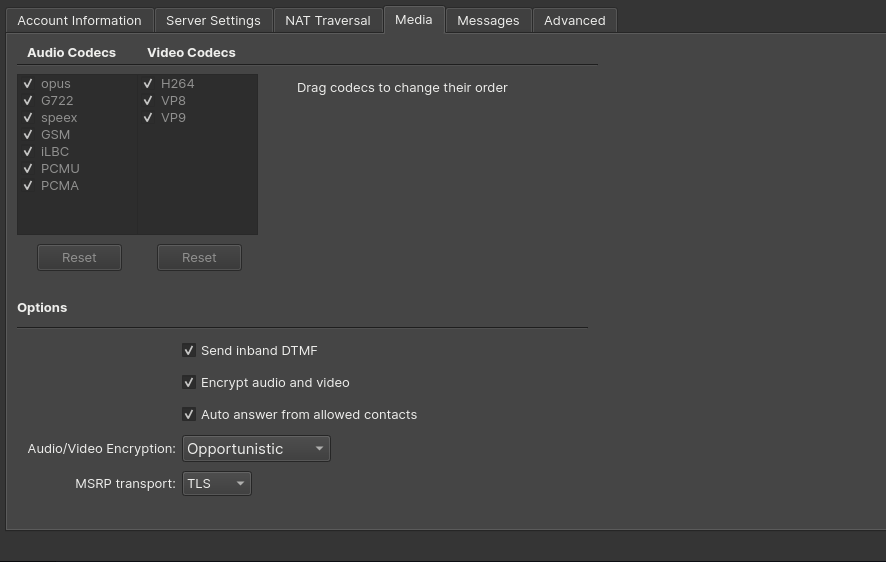 Account Information Server Settings NAT Traversal Media Messages Advanced
Audio Codecs Video Codecs
opus H264 Drag codecs to change their order
G722 VP8
speex VP9
GSM
iLBC
PCMU
PCMA
Reset Reset
Options
Send inband DTMF
Encrypt audio and video
Auto answer from allowed contacts
Audio/Video Encryption: Opportunistic
MSRP transport: TLS